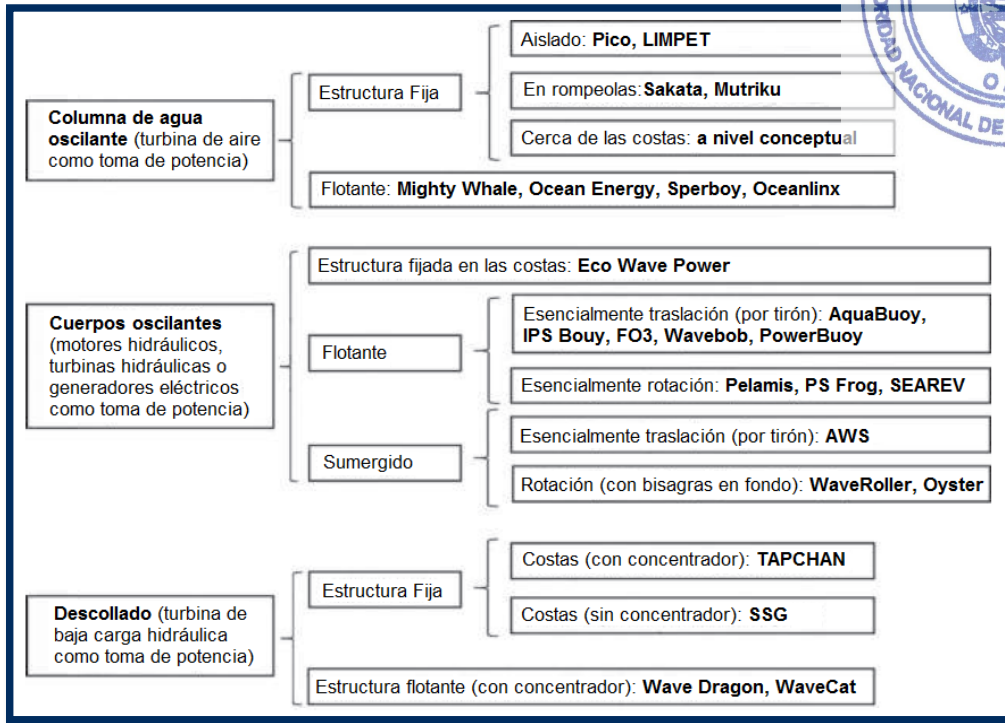 Aislado: Pico, LIMPET
Estructura Fija
En rompeolas:Sakata, Mutriku
Columna de agua
oscilante (turbina de aire
como toma de potencia)
Cerca de las costas: a nivel conceptual
Flotante: Mighty Whale, Ocean Energy, Sperboy, Oceanlinx
Estructura fijada en las costas: Eco Wave Power
Cuerpos oscilantes
(motores hidráulicos,
turbinas hidráulicas o
generadores eléctricos
como toma de potencia)
Flotante
Esencialmente traslación (por tirón): AquaBuoy,
IPS Bouy, FO3, Wavebob, PowerBuoy
Esencialmente rotación: Pelamis, PS Frog, SEAREV
Sumergido
Esencialmente traslación (por tirón): AWS
Rotación (con bisagras en fondo): WaveRoller, Oyster
Descollado (turbina de
baja carga hidráulica
como toma de potencia)
Estructura Fija
Costas (con concentrador): TAPCHAN
Costas (sin concentrador): SSG
Estructura flotante (con concentrador): Wave Dragon, WaveCat
NACIONAL DE